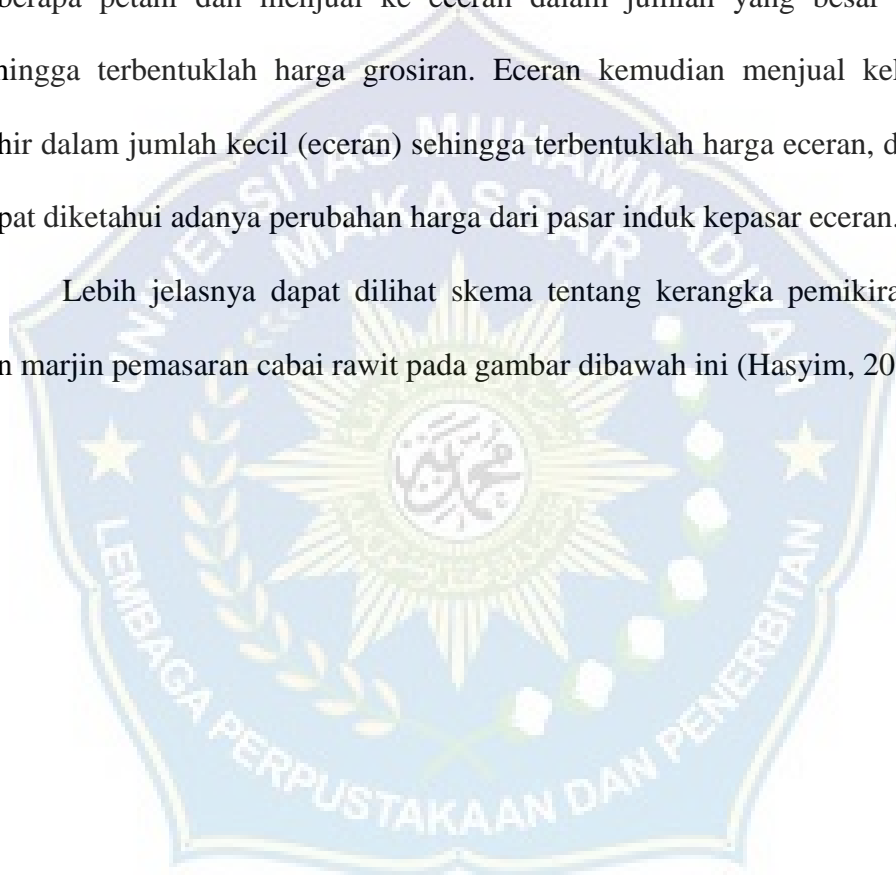 berapa petani dan menjual ke eceran dalam jumlah yang besar
hingga terbentuklah harga grosiran. Eceran kemudian menjual
hir dalam jumlah kecil (eceran) sehingga terbentuklah harga eceran,
pat diketahui adanya perubahan harga dari pasar induk kepasar eceran.
Lebih jelasnya dapat dilihat skema tentang kerangka
n marjin pemasaran cabai rawit pada gambar dibawah ini (Hasyim, 20
UNIVERSITAS MUHAMMADIYAH
MAKASSAR
LEMBAGA PERPUSTAKAAN DAN PENERBITAN